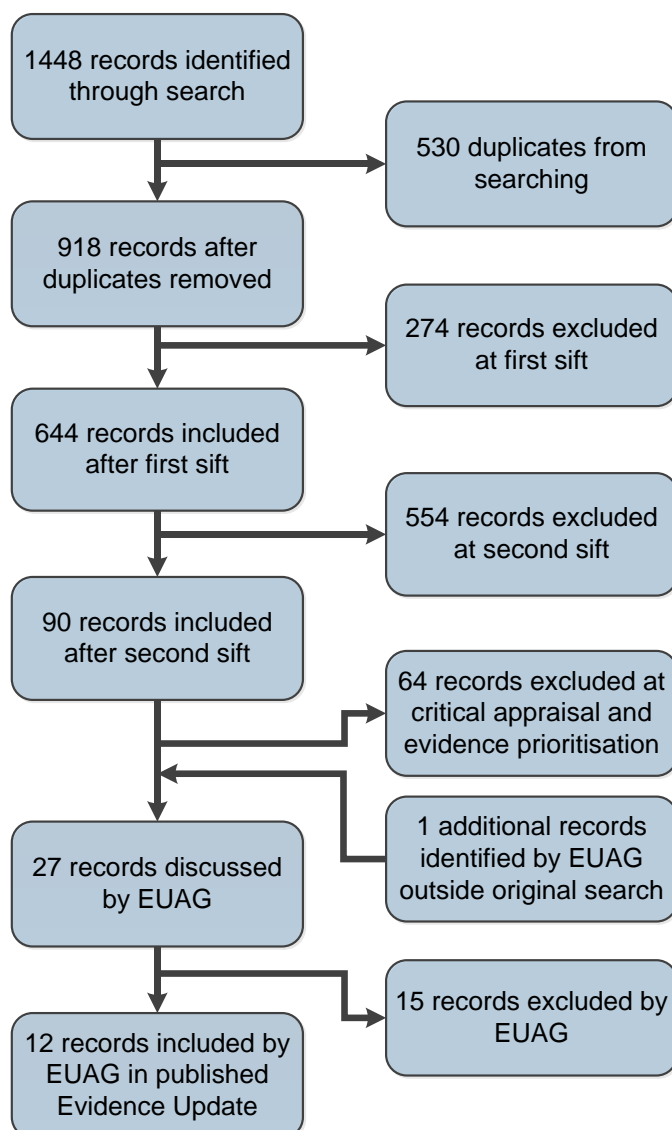 1448 records identified
through search
530 duplicates from
searching
918 records after
duplicates removed
274 records excluded
at first sift
644 records included
after first sift
554 records excluded
at second sift
90 records included
after second sift
64 records excluded at
critical appraisal and
evidence prioritisation
1 additional records
identified by EUAG
outside original search
27 records discussed
by EUAG
15 records excluded by
EUAG
12 records included by
EUAG in published
Evidence Update